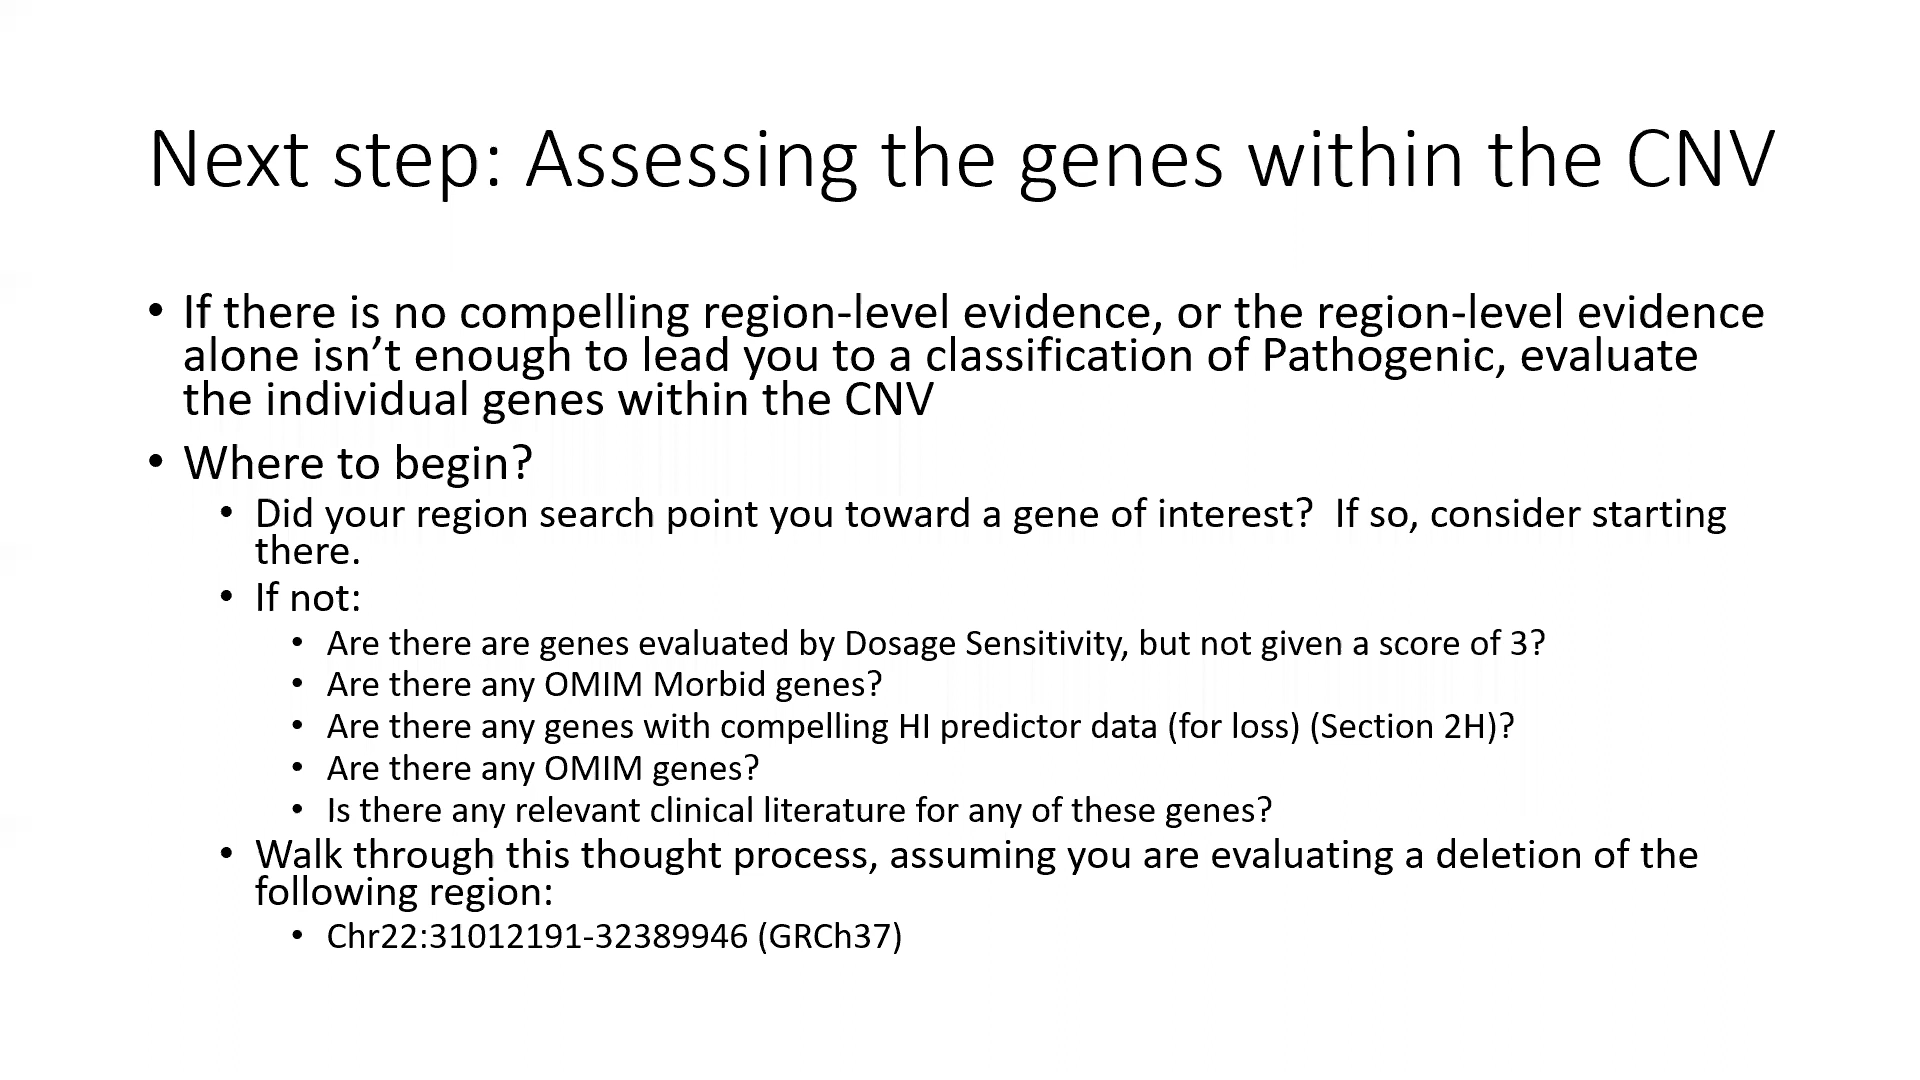 Next step: Assessing the genes within the CNV
• If there is no compelling region-level evidence, or the region-level evidence
alone isn’t enough to lead you to a classification of Pathogenic, evaluate
the individual genes within the CNV
• Where to begin?
• Did your region search point you toward a gene of interest?  If so, consider starting
there.
• If not:
• Are there are genes evaluated by Dosage Sensitivity, but not given a score of 3?
• Are there any OMIM Morbid genes?
• Are there any genes with compelling HI predictor data (for loss) (Section 2H)?
• Are there any OMIM genes?
• Is there any relevant clinical literature for any of these genes?
• Walk through this thought process, assuming you are evaluating a deletion of the
following region:
• Chr22:31012191-32389946 (GRCh37)